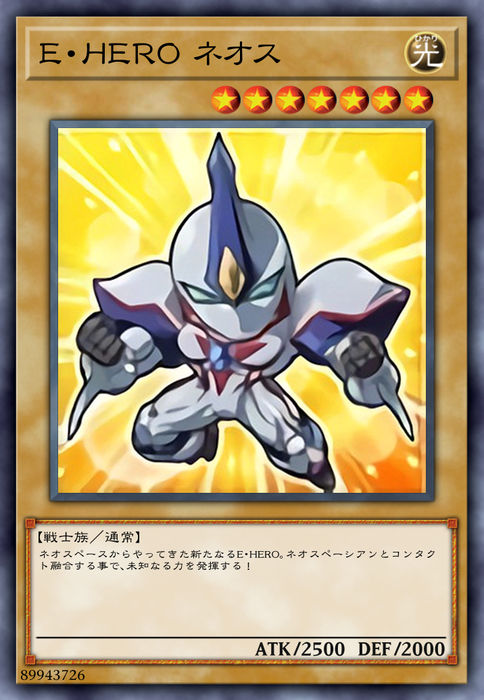 E・HERO ネオス
ひかり
光
【戦士族／通常】
ネオスペースからやってきた新たなるE・HERO。ネオスペーシアンとコンタク
ト融合する事で、未知なる力を発揮する！
ATK/2500 DEF/2000
89943726